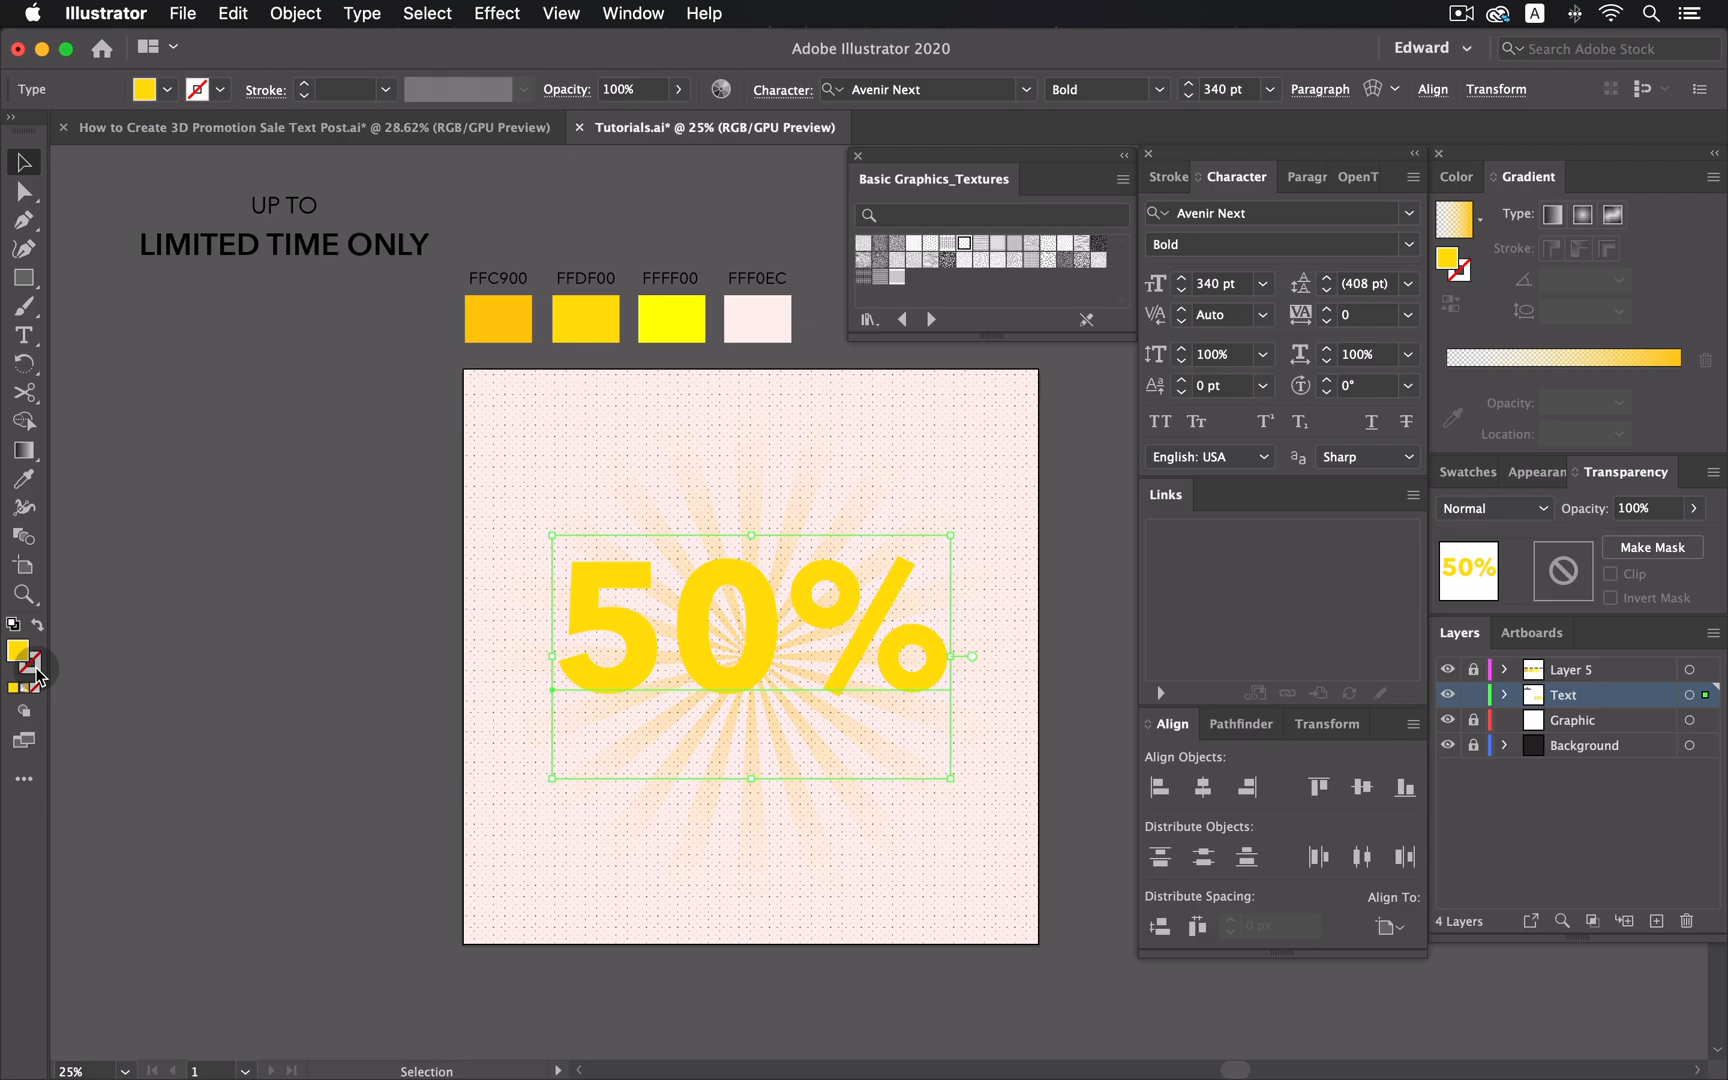 Illustrator File Edit Object Type Select Effect View Window Help A
Adobe Illustrator 2020 Edward Search Adobe Stock
Type Stroke: Opacity: 100% Character: Avenir Next Bold 340 pt Paragraph Align Transform
How to Create 3D Promotion Sale Text Post.ai* @ 28.62% (RGB/GPU Preview) Tutorials.ai* @ 25% (RGB/GPU Preview)
UP TO
LIMITED TIME ONLY
FFC900 FFDF00 FFFF00 FFF0EC
50%
Basic Graphics_Textures
Stroke Character Paragr OpenT
Avenir Next
Bold
340 pt (408 pt)
Auto 0
100% 100%
0 pt 0°
English: USA Sharp
Links
Align Pathfinder Transform
Align Objects:
Distribute Objects:
Distribute Spacing: Align To:
0 px
Color Gradient
Type:
Stroke:
Opacity:
Location:
Swatches Appearan Transparency
Normal Opacity: 100%
50% Make Mask
Clip
Invert Mask
Layers Artboards
Layer 5
Text
Graphic
Background
4 Layers
25% 1 Selection